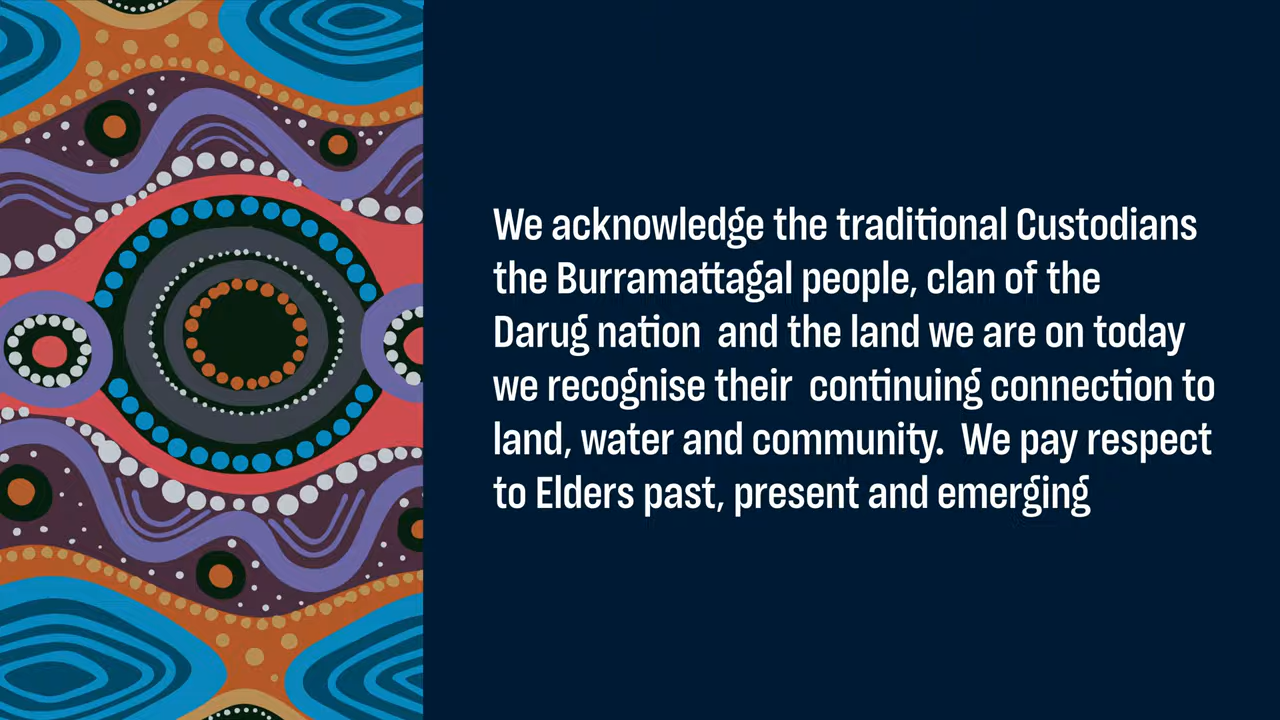 We acknowledge the traditional Custodians
the Burramattagal people, clan of the
Darug nation  and the land we are on today
we recognise their  continuing connection to
land, water and community.  We pay respect
to Elders past, present and emerging